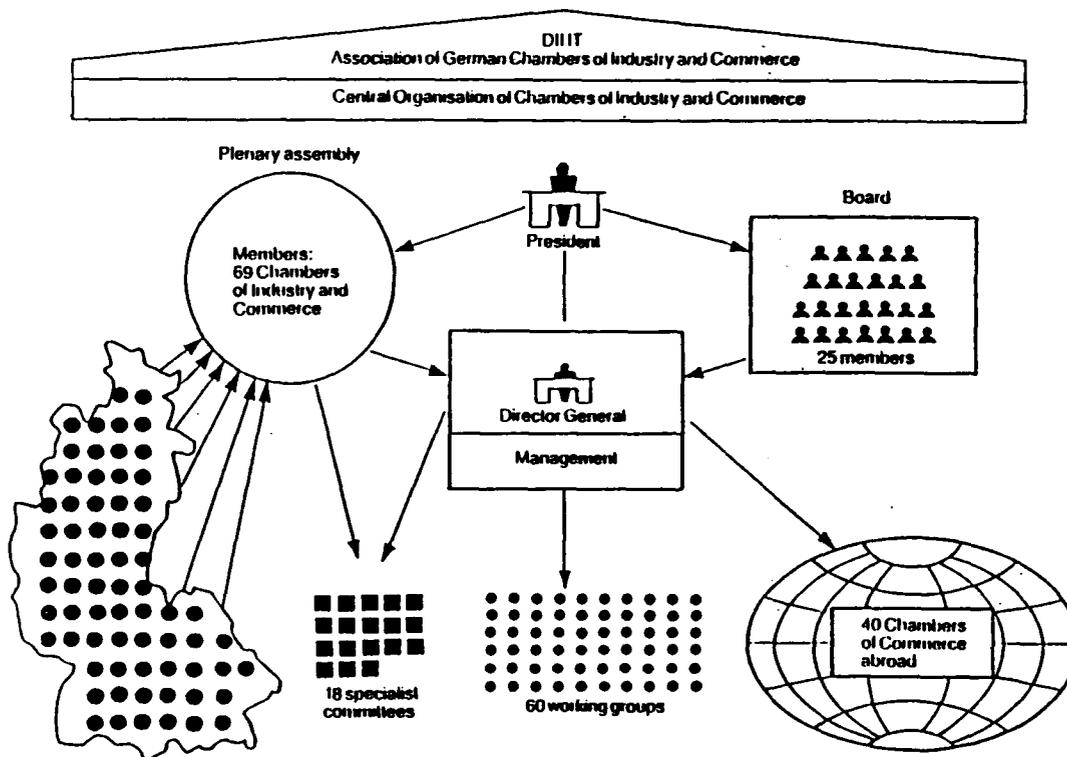 DIHT
Association of German Chambers of Industry and Commerce
Central Organisation of Chambers of Industry and Commerce
Plenary assembly
Members:
69 Chambers
of Industry and
Commerce
President
Board
25 members
Director General
Management
18 specialist
committees
60 working groups
40 Chambers
of Commerce
abroad